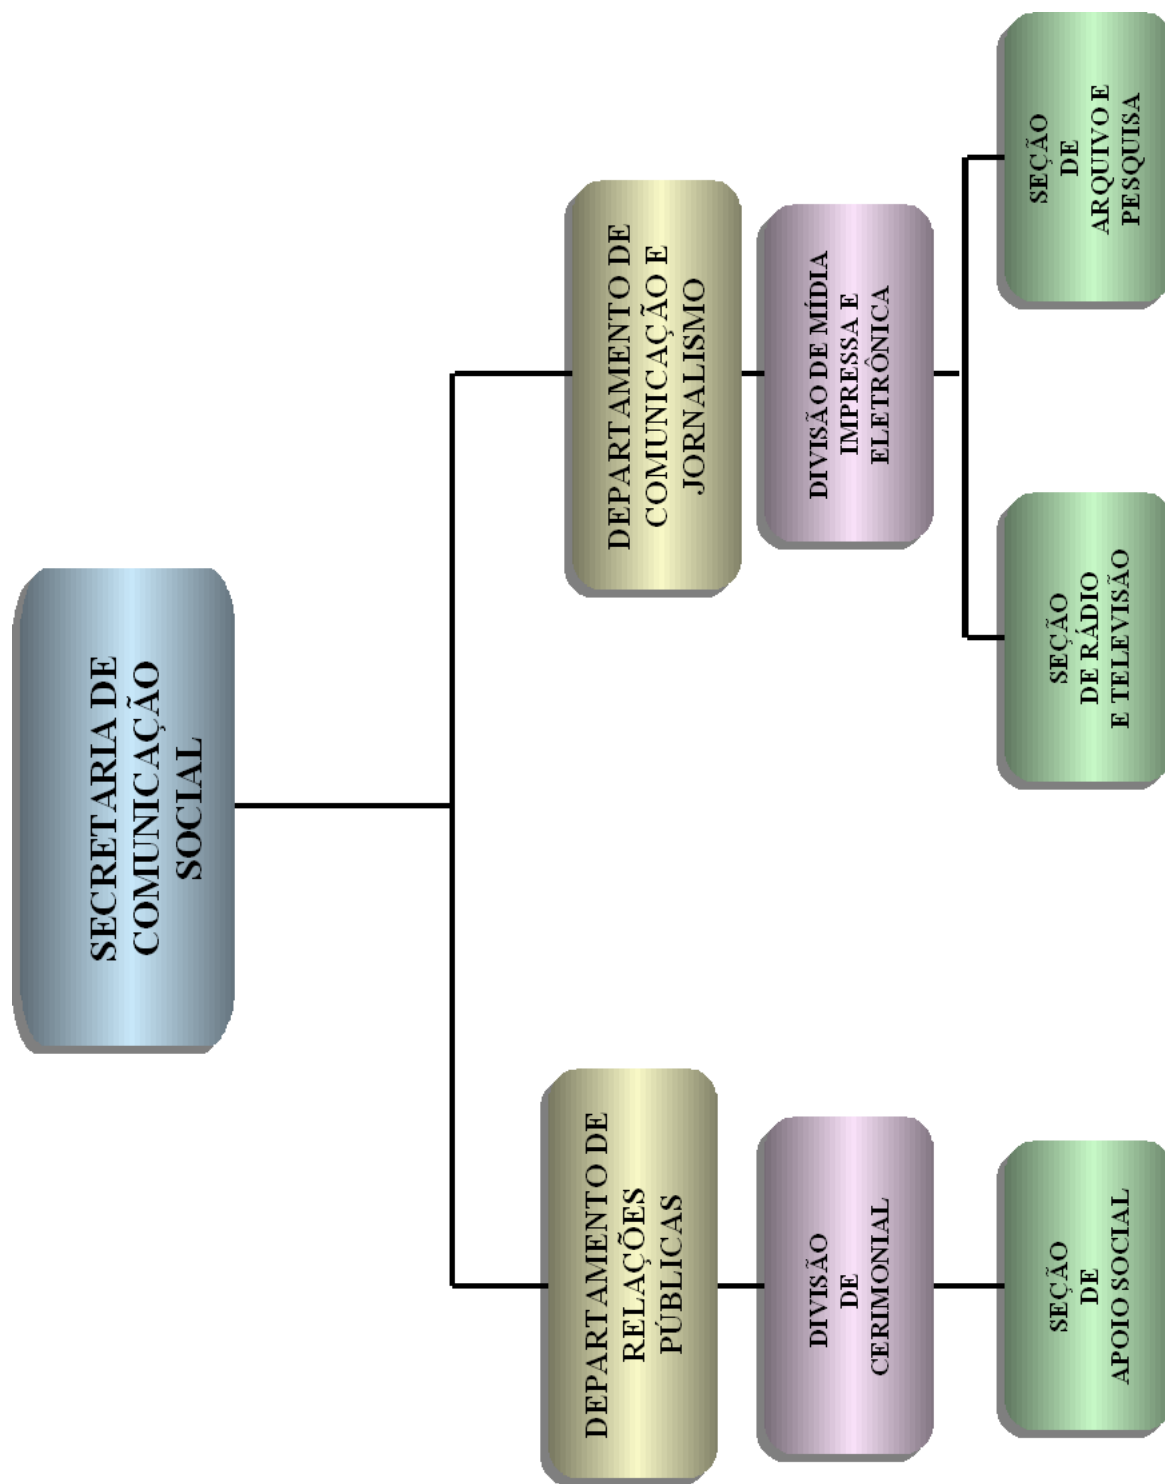 SECRETARIA DE
COMUNICAÇÃO
SOCIAL
DEPARTAMENTO DE
RELAÇÕES
PÚBLICAS
DEPARTAMENTO DE
COMUNICAÇÃO E
JORNALISMO
DIVISÃO
DE
CERIMONIAL
DIVISÃO DE MÍDIA
IMPRESSA E
ELETRÔNICA
SEÇÃO
DE
APOIO SOCIAL
SEÇÃO
DE RÁDIO
E TELEVISÃO
SEÇÃO
DE
ARQUIVO E
PESQUISA